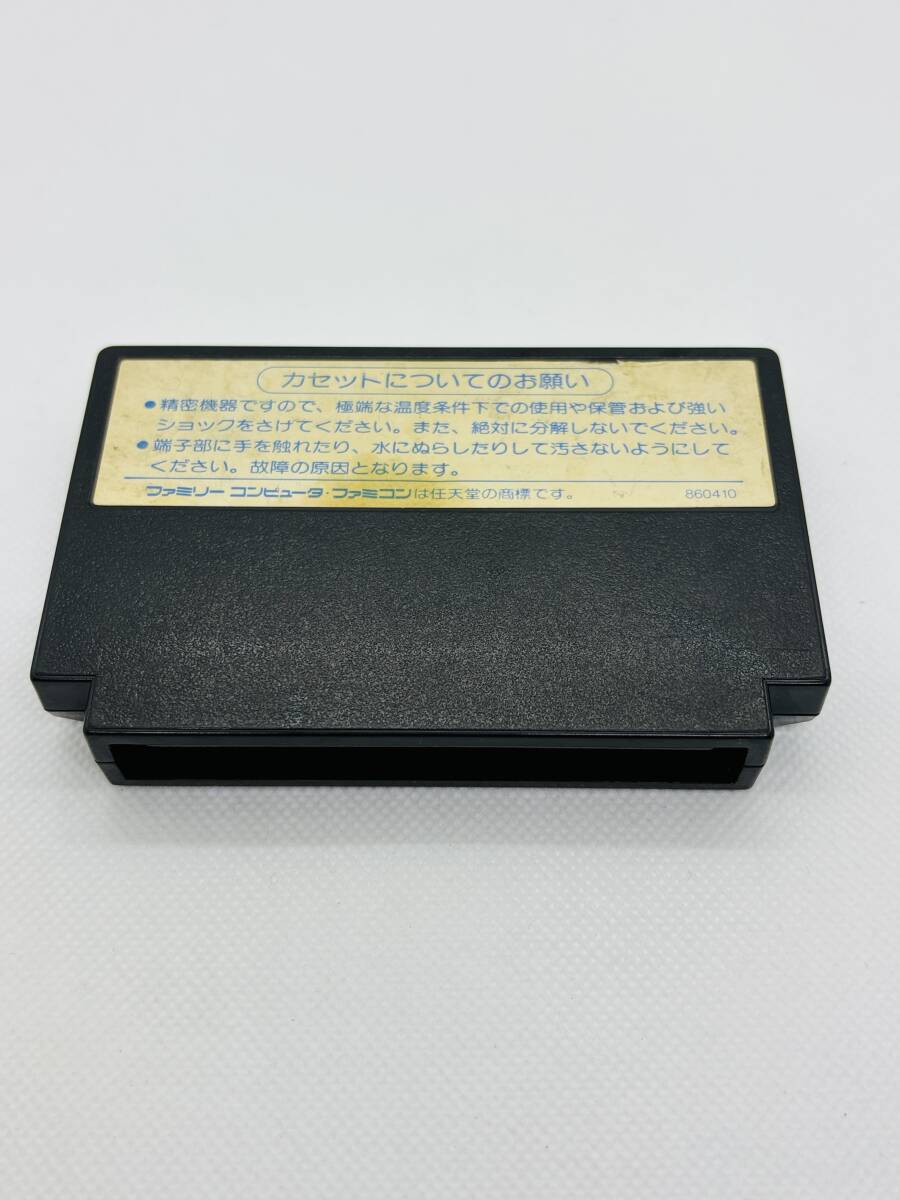 カセットについてのお願い
●精密機器ですので、極端な温度条件下での使用や保管および強い
ショックをさけてください。また、絶対に分解しないでください。
●端子部に手を触れたり、水にぬらしたりして汚さないようにして
ください。故障の原因となります。
ファミリー コンピュータ・ファミコンは任天堂の商標です。 860410